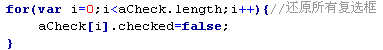 for(var i=0;i<aCheck.length;i++){//还原所有复选框
    aCheck[i].checked=false;
}